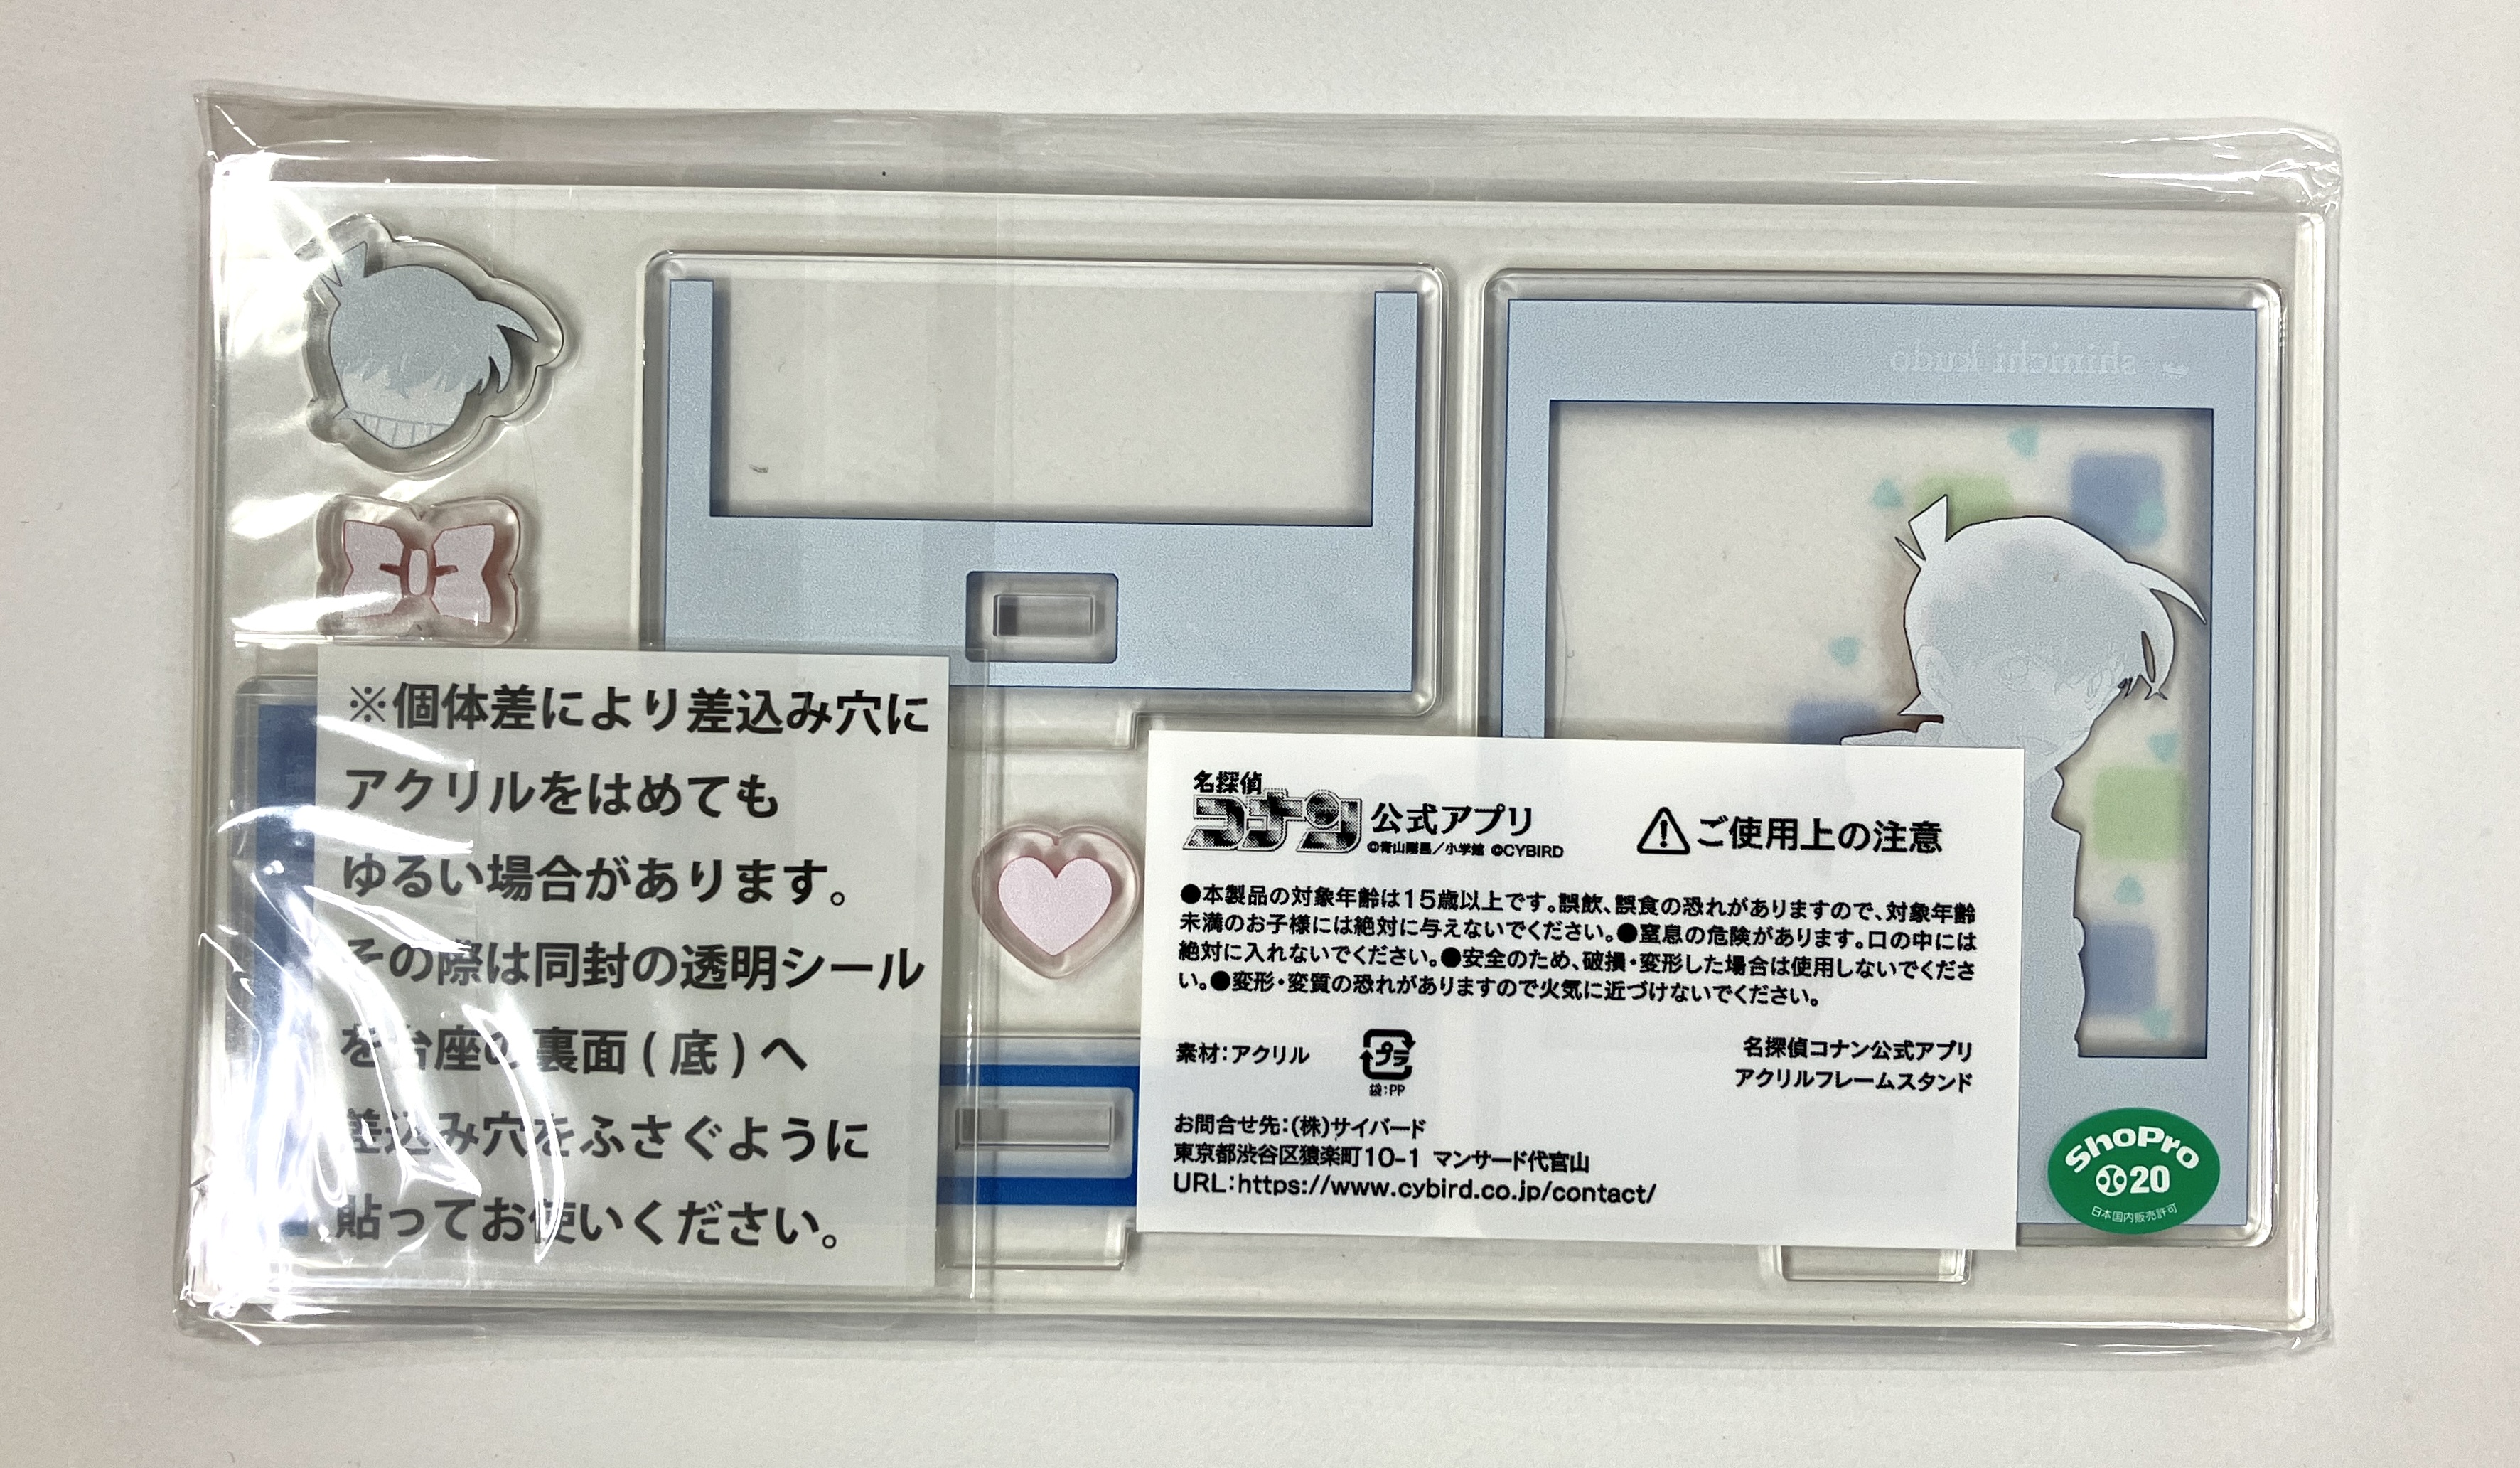 shinichi kudo
※個体差により差込み穴に
アクリルをはめても
ゆるい場合があります。
その際は同封の透明シール
を台座の裏面(底)へ
差込み穴をふさぐように
貼ってお使いください。
名探偵
コナン 公式アプリ
©青山剛昌/小学館 ©CYBIRD
ご使用上の注意
●本製品の対象年齢は15歳以上です。誤飲、誤食の恐れがありますので、対象年齢
未満のお子様には絶対に与えないでください。●窒息の危険があります。口の中には
絶対に入れないでください。●安全のため、破損・変形した場合は使用しないでくださ
い。●変形・変質の恐れがありますので火気に近づけないでください。
素材:アクリル
プラ
袋:PP
名探偵コナン公式アプリ
アクリルフレームスタンド
お問合せ先:(株)サイバード
東京都渋谷区猿楽町10-1 マンサード代官山
URL:https://www.cybird.co.jp/contact/
ShoPro
20
日本国内販売許可